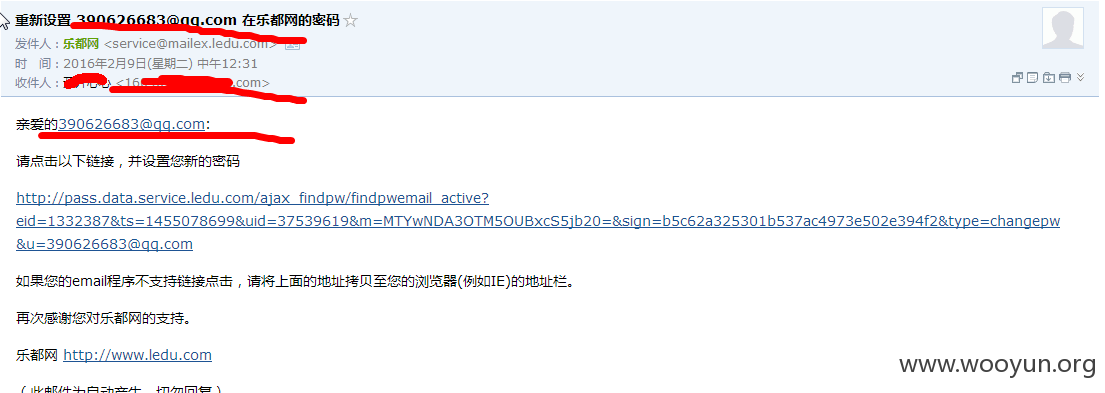 重新设置 390626683@qq.com 在乐都网的密码
发件人：乐都网 <service@mailex.ledu.com>
时 间：2016年2月9日(星期二) 中午12:31
收件人： <16 .com>
亲爱的390626683@qq.com:
请点击以下链接，并设置您新的密码
http://pass.data.service.ledu.com/ajax_findpw/findpwemail_active?
eid=1332387&ts=1455078699&uid=37539619&m=MTYwNDA3OTM5OUBxcS5jb20=&sign=b5c62a325301b537ac4973e502e394f2&type=changepw
&u=390626683@qq.com
如果您的email程序不支持链接点击，请将上面的地址拷贝至您的浏览器(例如IE)的地址栏。
再次感谢您对乐都网的支持。
乐都网 http://www.ledu.com
www.wooyun.org
（此邮件为自动产生，切勿回复）